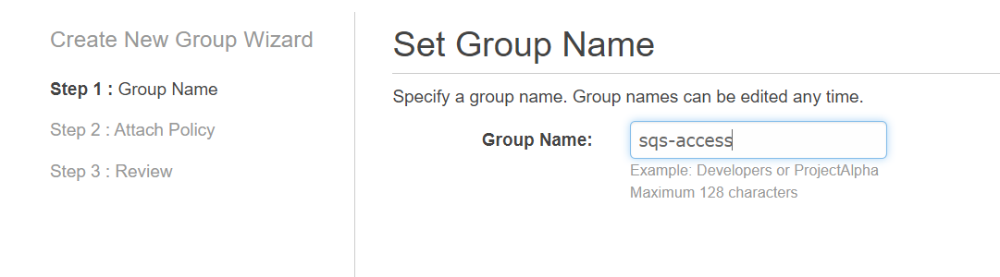 Create New Group Wizard
Step 1 : Group Name
Step 2 : Attach Policy
Step 3 : Review
Set Group Name
Specify a group name. Group names can be edited any time.
Group Name: sqs-access
Example: Developers or ProjectAlpha
Maximum 128 characters